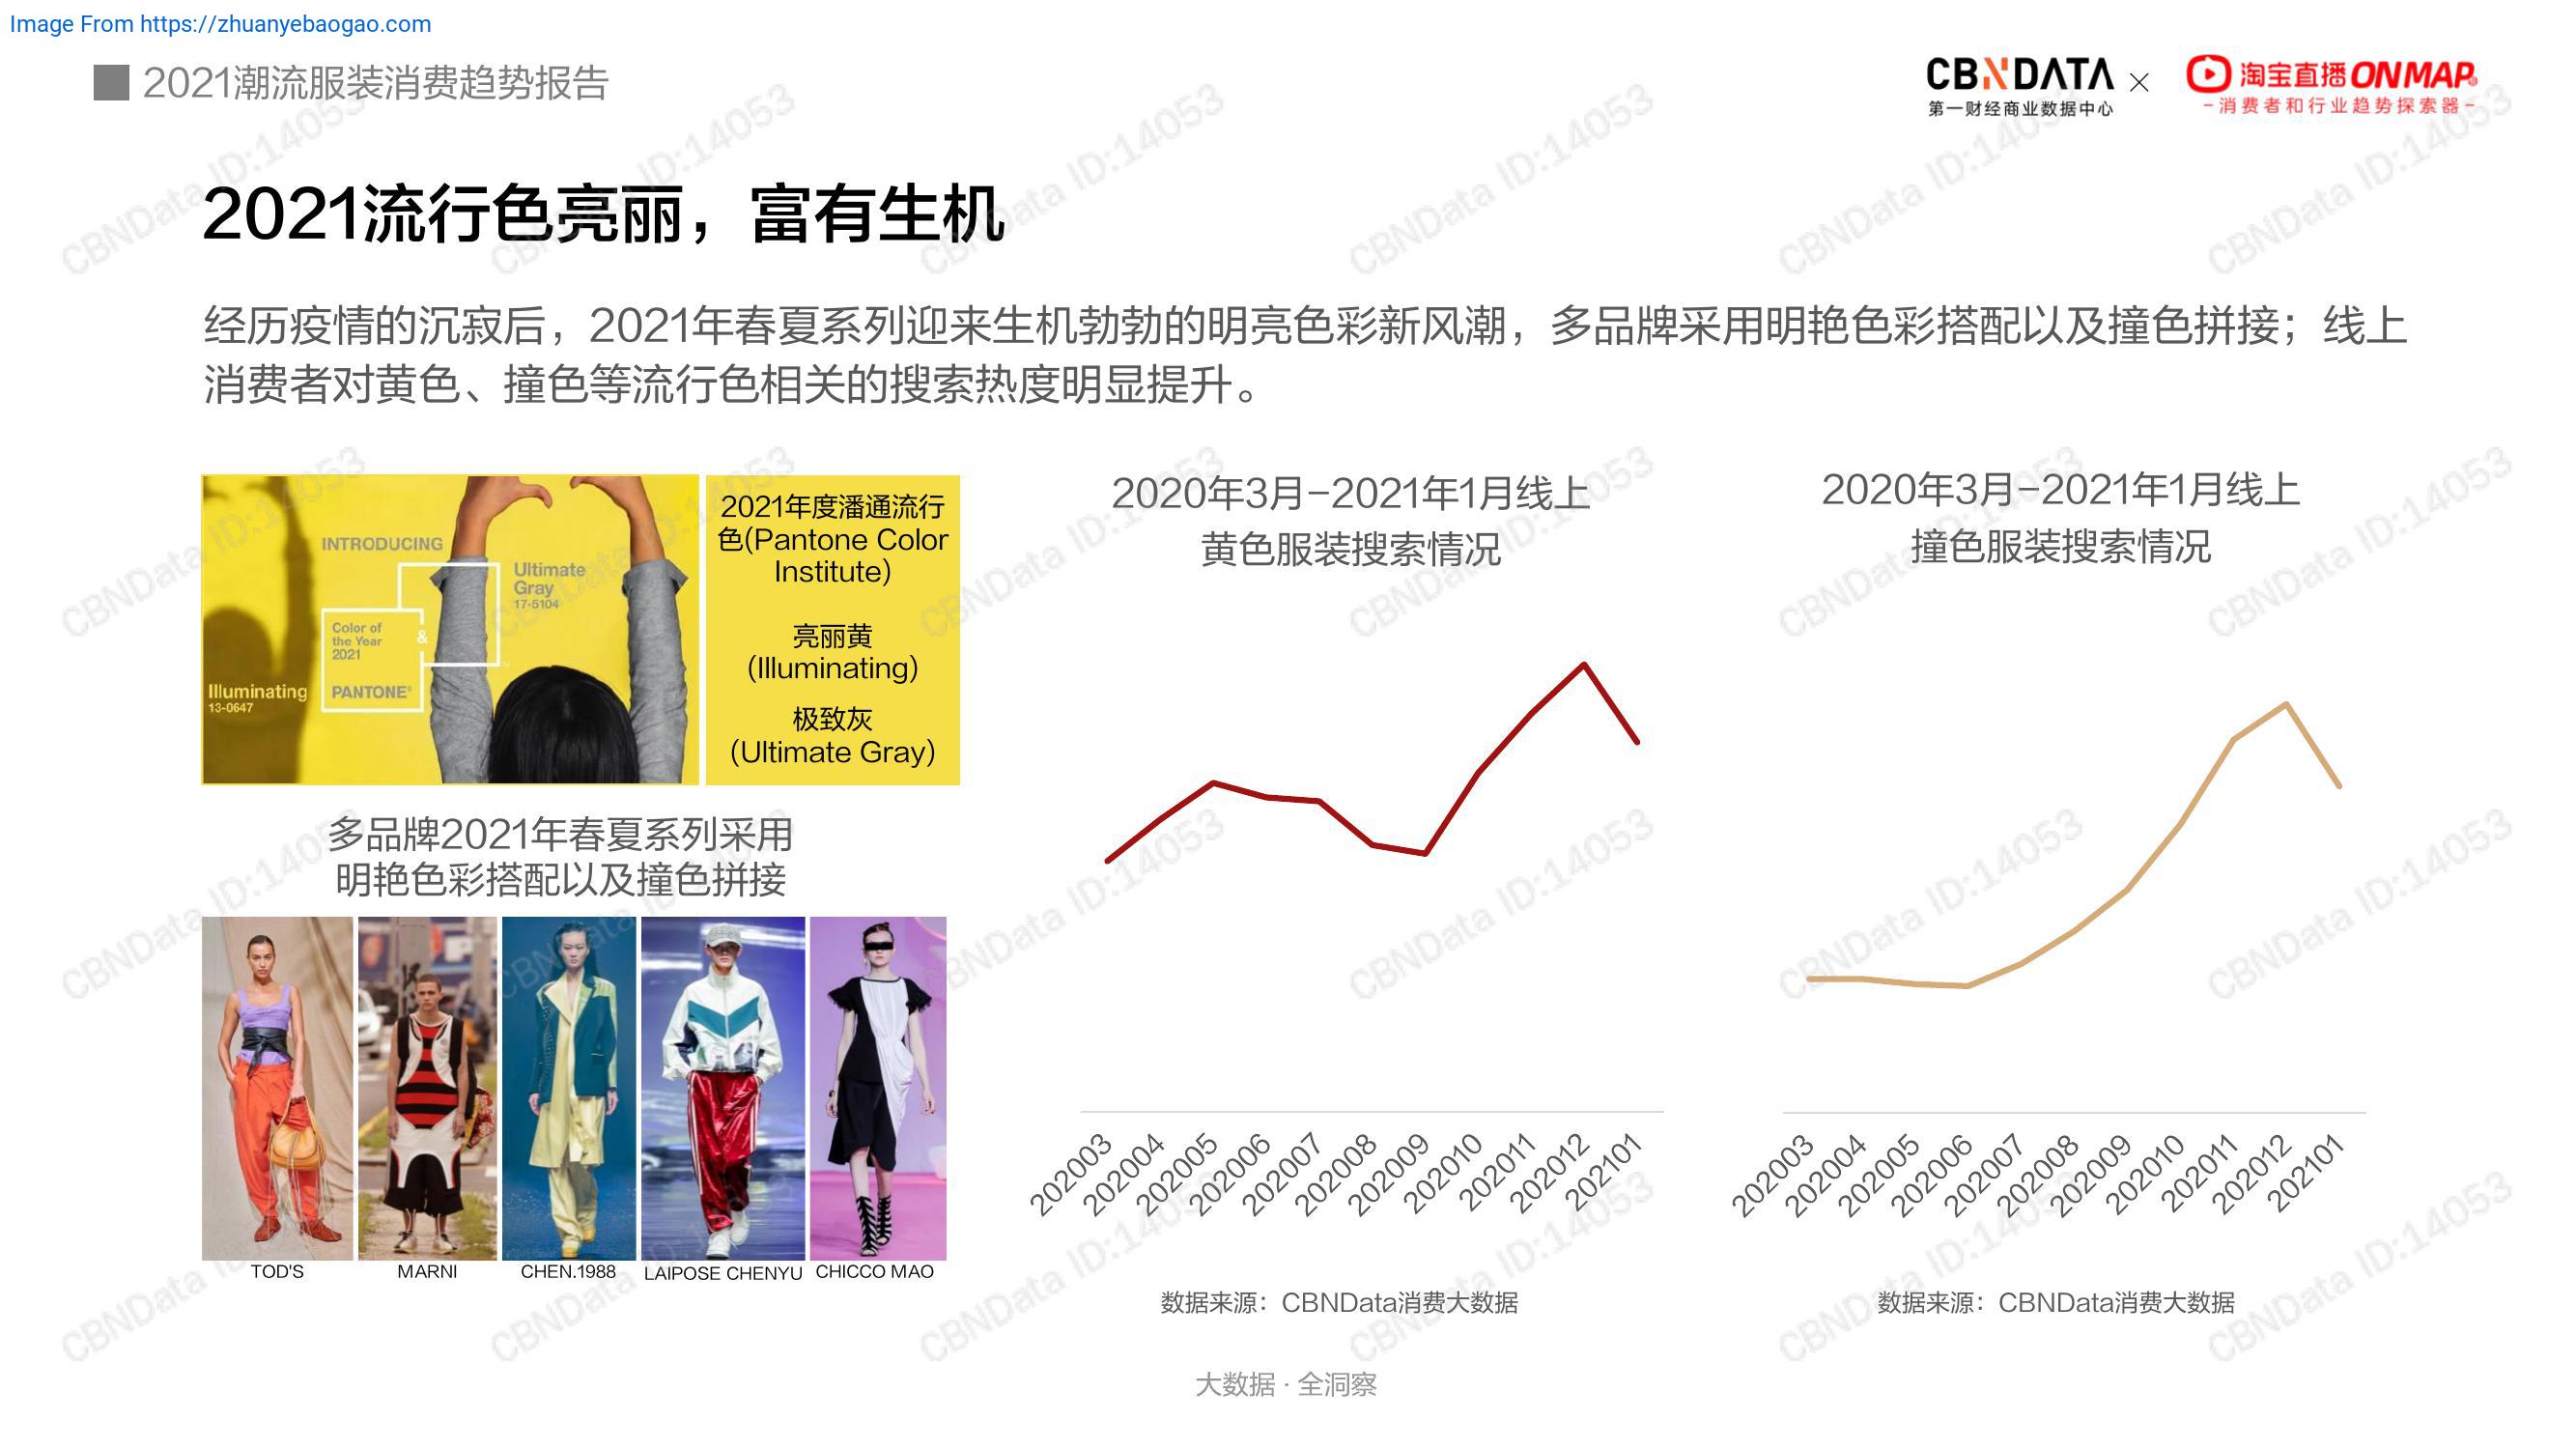 Image From https://zhuanyebaogao.com
2021潮流服装消费趋势报告
CBNDATA
第一财经商业数据中心
×
淘宝直播ONMAP
-消费者和行业趋势探索器-
2021流行色亮丽，富有生机
经历疫情的沉寂后，2021年春夏系列迎来生机勃勃的明亮色彩新风潮，多品牌采用明艳色彩搭配以及撞色拼接；线上
消费者对黄色、撞色等流行色相关的搜索热度明显提升。
INTRODUCING
Ultimate
Gray
17-5104
Color of
the Year
2021
&
PANTONE®
Illuminating
13-0647
2021年度潘通流行
色(Pantone Color
Institute)
亮丽黄
(Illuminating)
极致灰
(Ultimate Gray)
多品牌2021年春夏系列采用
明艳色彩搭配以及撞色拼接
TOD'S
MARNI
CHEN.1988
LAIPOSE CHENYU
CHICCO MAO
2020年3月-2021年1月线上
黄色服装搜索情况
202003
202004
202005
202006
202007
202008
202009
202010
202011
202012
202101
数据来源：CBNData消费大数据
2020年3月-2021年1月线上
撞色服装搜索情况
202003
202004
202005
202006
202007
202008
202009
202010
202011
202012
202101
数据来源：CBNData消费大数据
大数据·全洞察
CBNData ID:14053